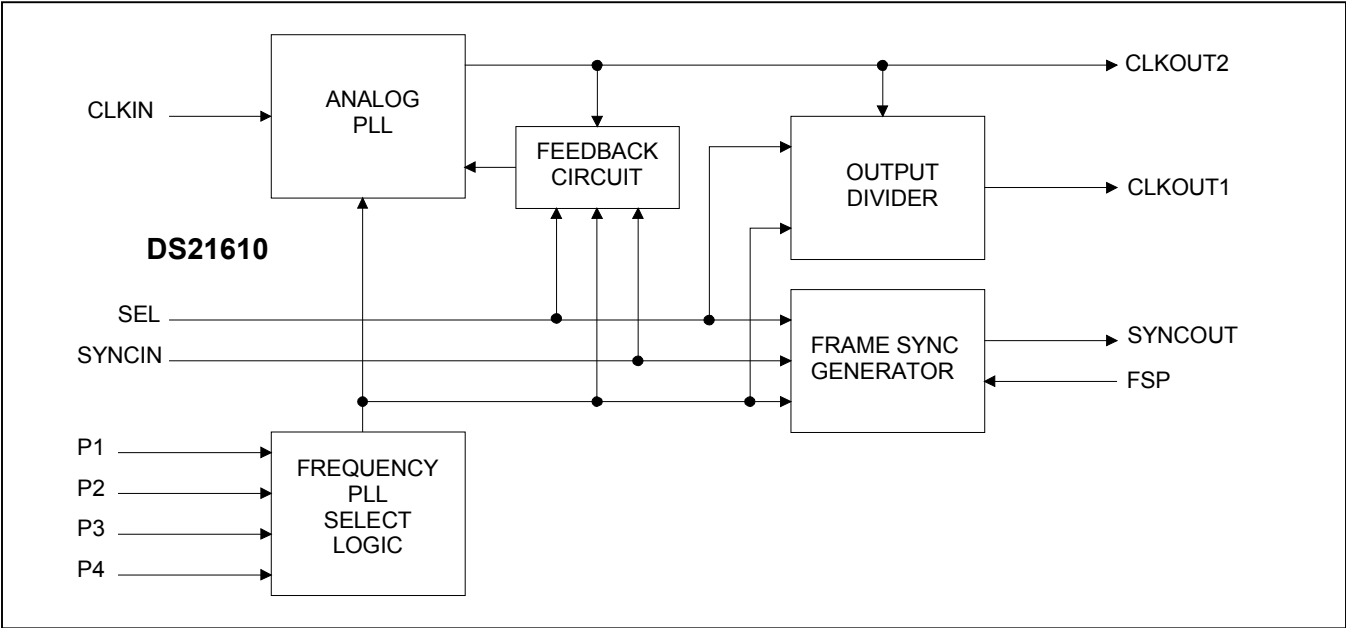 ANALOG
PLL
CLKIN
CLKOUT2
FEEDBACK
CIRCUIT
OUTPUT
DIVIDER
CLKOUT1
DS21610
SEL
SYNCIN
FRAME SYNC
GENERATOR
SYNCOUT
FSP
P1
P2
P3
P4
FREQUENCY
PLL
SELECT
LOGIC